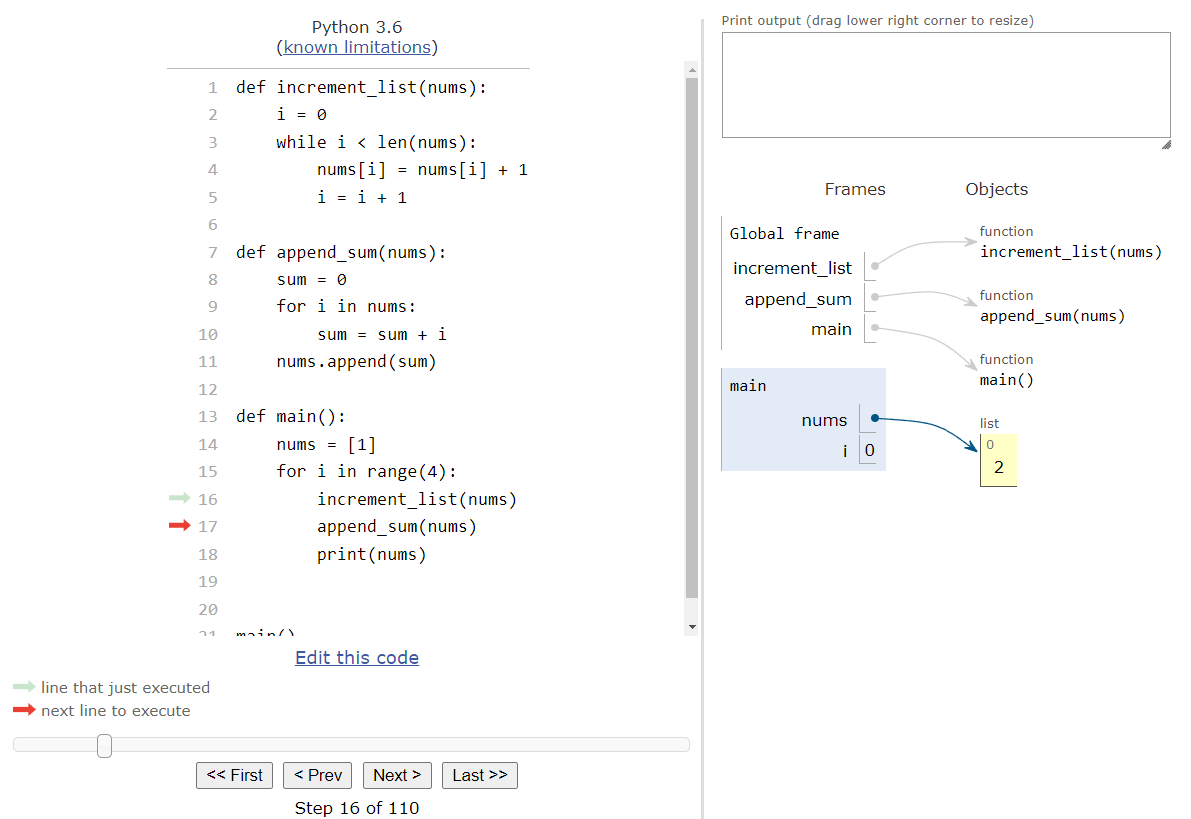 Python 3.6
(known limitations)
1 def increment_list(nums):
2     i = 0
3     while i < len(nums):
4         nums[i] = nums[i] + 1
5         i = i + 1
6
7 def append_sum(nums):
8     sum = 0
9     for i in nums:
10         sum = sum + i
11     nums.append(sum)
12
13 def main():
14     nums = [1]
15     for i in range(4):
16         increment_list(nums)
17         append_sum(nums)
18         print(nums)
19
20
21 main()
Edit this code
line that just executed
next line to execute
<< First < Prev Next > Last >>
Step 16 of 110
Print output (drag lower right corner to resize)
Frames Objects
Global frame
increment_list
append_sum
main
function
increment_list(nums)
function
append_sum(nums)
function
main()
main
nums
i 0
list
0
2